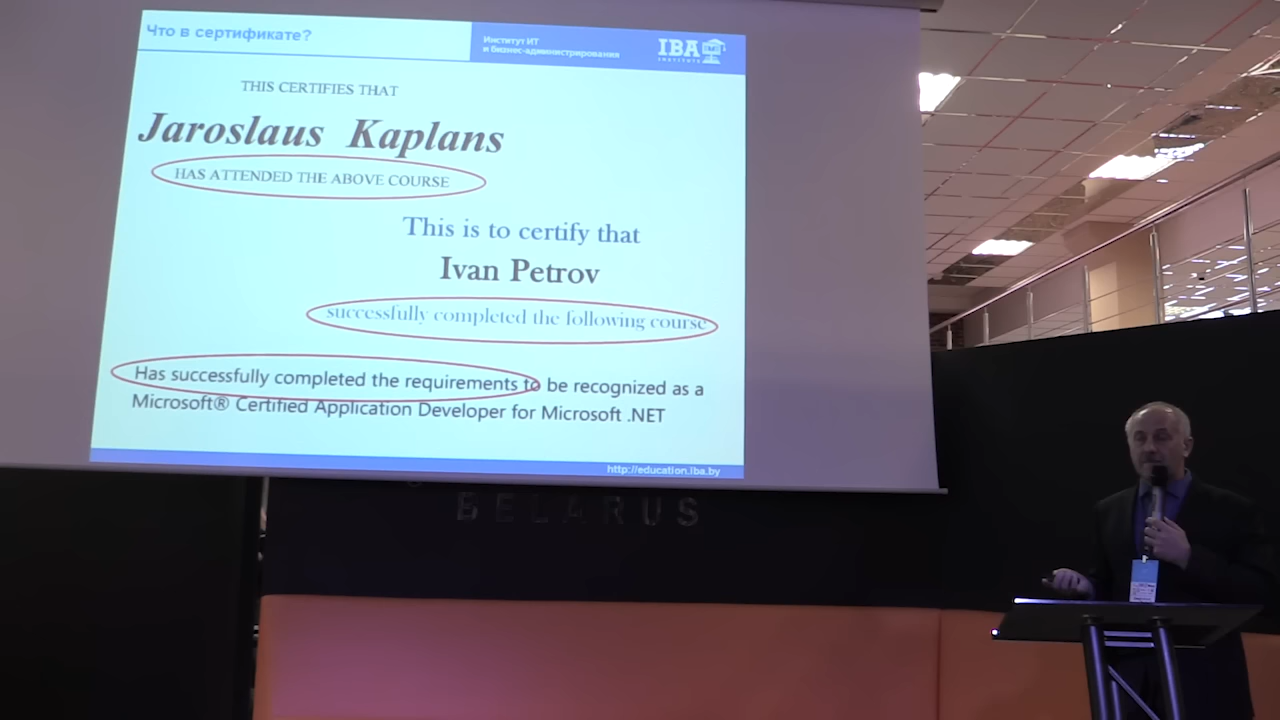 Что в сертификате?
Институт ИТ
и бизнес-администрирования
IBA
INSTITUTE
THIS CERTIFIES THAT
Jaroslaus Kaplans
HAS ATTENDED THE ABOVE COURSE
This is to certify that
Ivan Petrov
successfully completed the following course
Has successfully completed the requirements to be recognized as a
Microsoft® Certified Application Developer for Microsoft .NET
http://education.iba.by
BELARUS